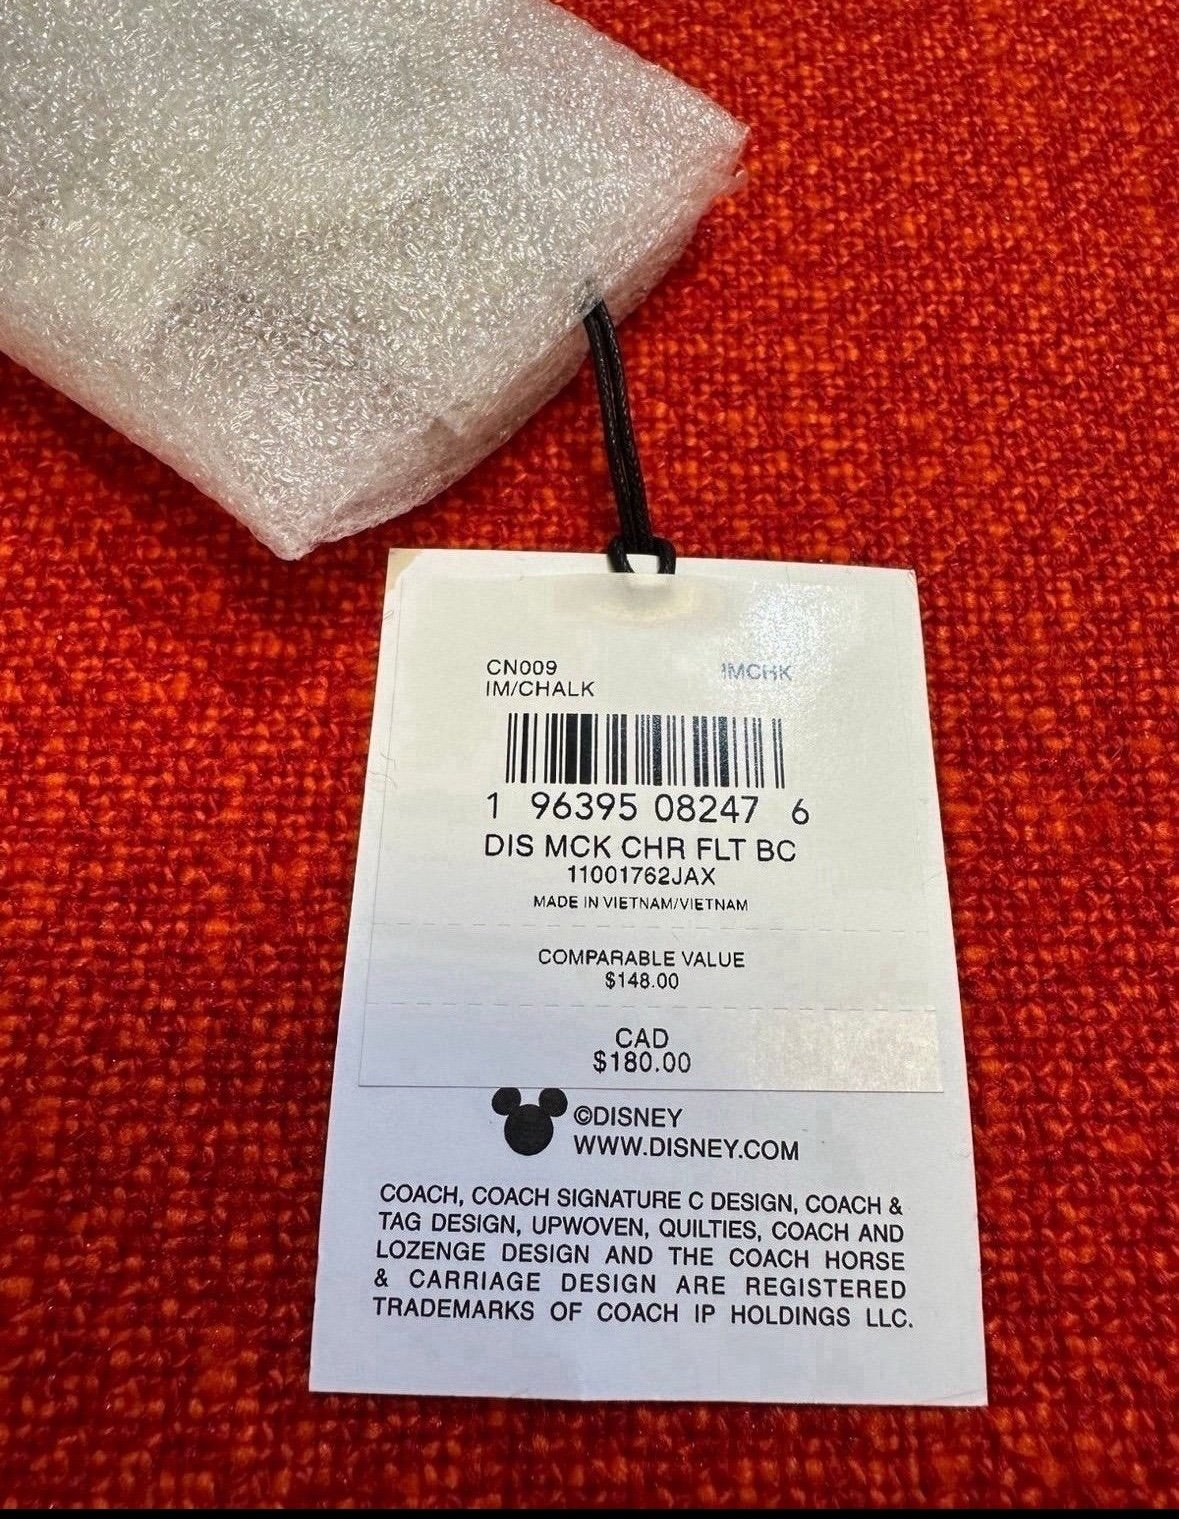 CN009 IMCHK
IM/CHALK
1 96395 08247 6
DIS MCK CHR FLT BC
11001762JAX
MADE IN VIETNAM/VIETNAM
COMPARABLE VALUE
$148.00
CAD
$180.00
©DISNEY
WWW.DISNEY.COM
COACH, COACH SIGNATURE C DESIGN, COACH &
TAG DESIGN, UPWOVEN, QUILTIES, COACH AND
LOZENGE DESIGN AND THE COACH HORSE
& CARRIAGE DESIGN ARE REGISTERED
TRADEMARKS OF COACH IP HOLDINGS LLC.